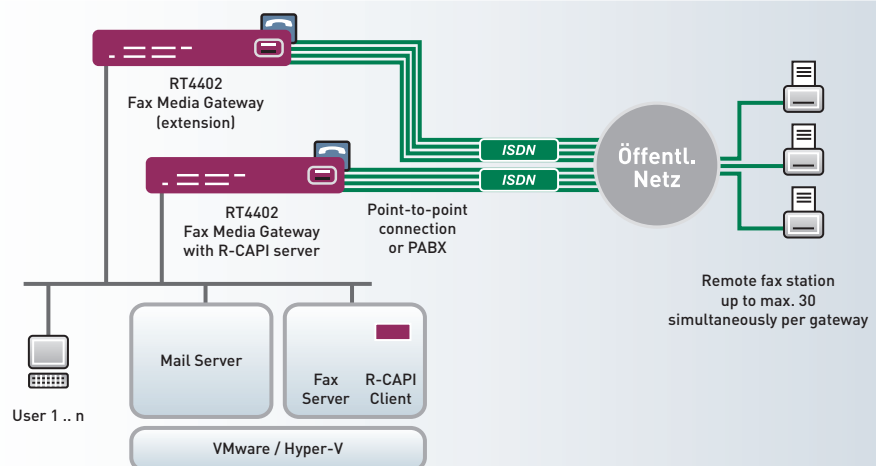 RT4402
Fax Media Gateway
(extension)
ISDN
ISDN
Öffentl.
Netz
RT4402
Fax Media Gateway
with R-CAPI server
Point-to-point
connection
or PABX
Remote fax station
up to max. 30
simultaneously per gateway
User 1 .. n
Mail Server
Fax
Server
R-CAPI
Client
VMware / Hyper-V